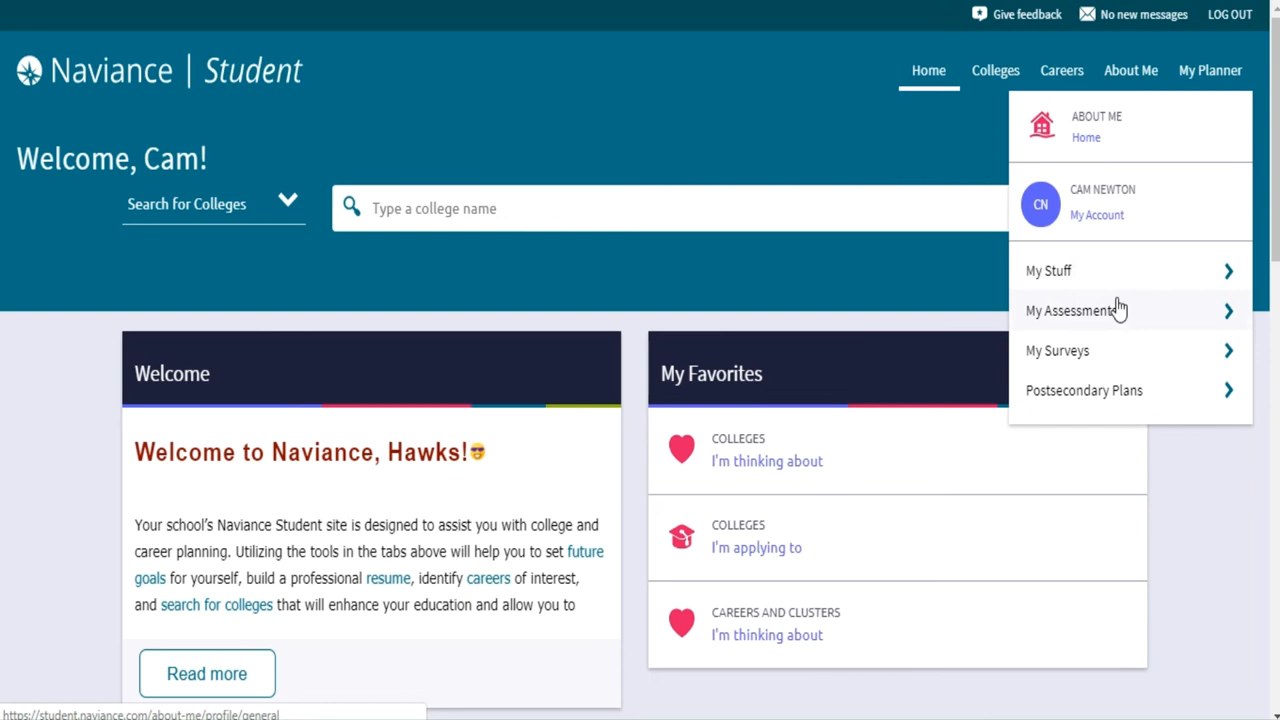 Give feedback
No new messages
LOG OUT
Naviance | Student
Home
Colleges
Careers
About Me
My Planner
Welcome, Cam!
Search for Colleges
Type a college name
ABOUT ME
Home
CN
CAM NEWTON
My Account
My Stuff
My Assessments
My Surveys
Postsecondary Plans
Welcome
Welcome to Naviance, Hawks!😎
Your school’s Naviance Student site is designed to assist you with college and
career planning. Utilizing the tools in the tabs above will help you to set future
goals for yourself, build a professional resume, identify careers of interest,
and search for colleges that will enhance your education and allow you to
Read more
My Favorites
COLLEGES
I'm thinking about
COLLEGES
I'm applying to
CAREERS AND CLUSTERS
I'm thinking about
https://student.naviance.com/about-me/profile/general